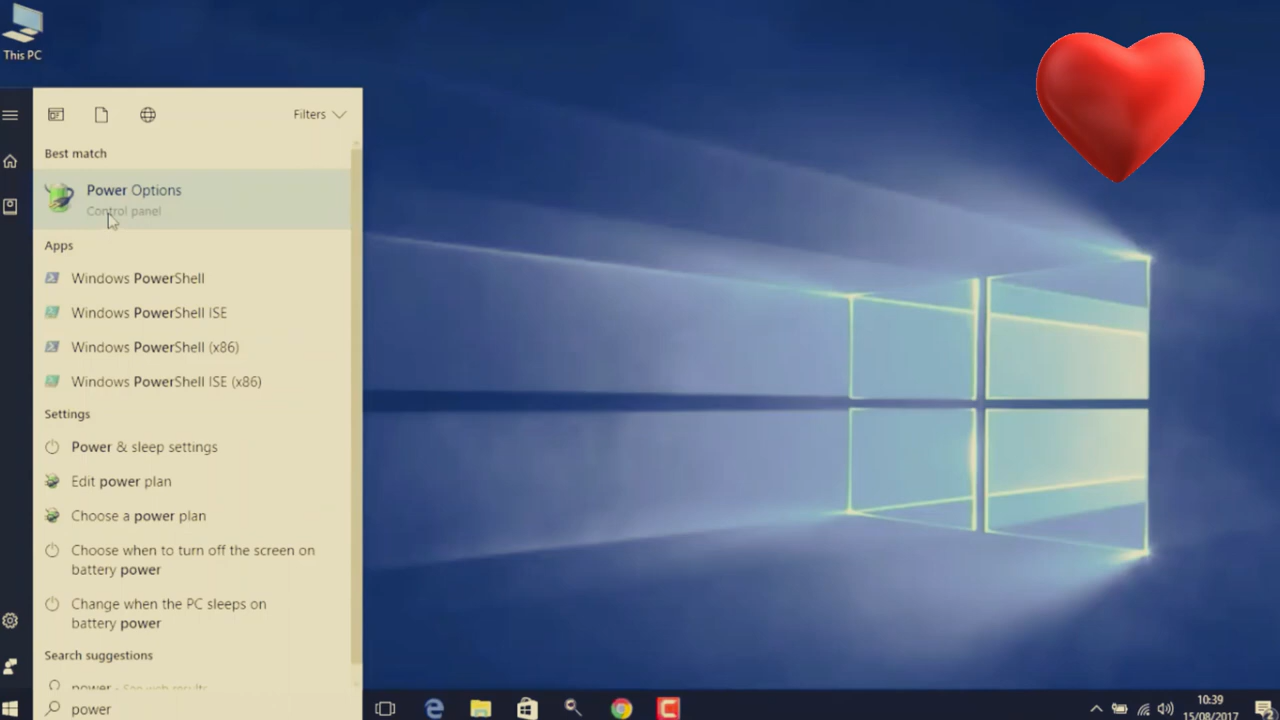 This PC
Filters
Best match
Power Options
Control panel
Apps
Windows PowerShell
Windows PowerShell ISE
Windows PowerShell (x86)
Windows PowerShell ISE (x86)
Settings
Power & sleep settings
Edit power plan
Choose a power plan
Choose when to turn off the screen on
battery power
Change when the PC sleeps on
battery power
Search suggestions
power - See web results
power
10:39
15/08/2017